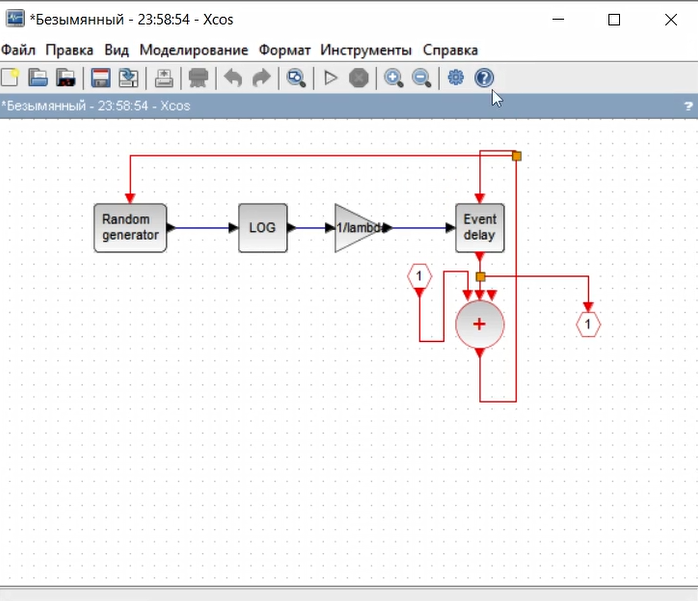 *Безымянный - 23:58:54 - Xcos
Файл Правка Вид Моделирование Формат Инструменты Справка
*Безымянный - 23:58:54 - Xcos ?
Random
generator
LOG
1/lambda
Event
delay
1
+
1